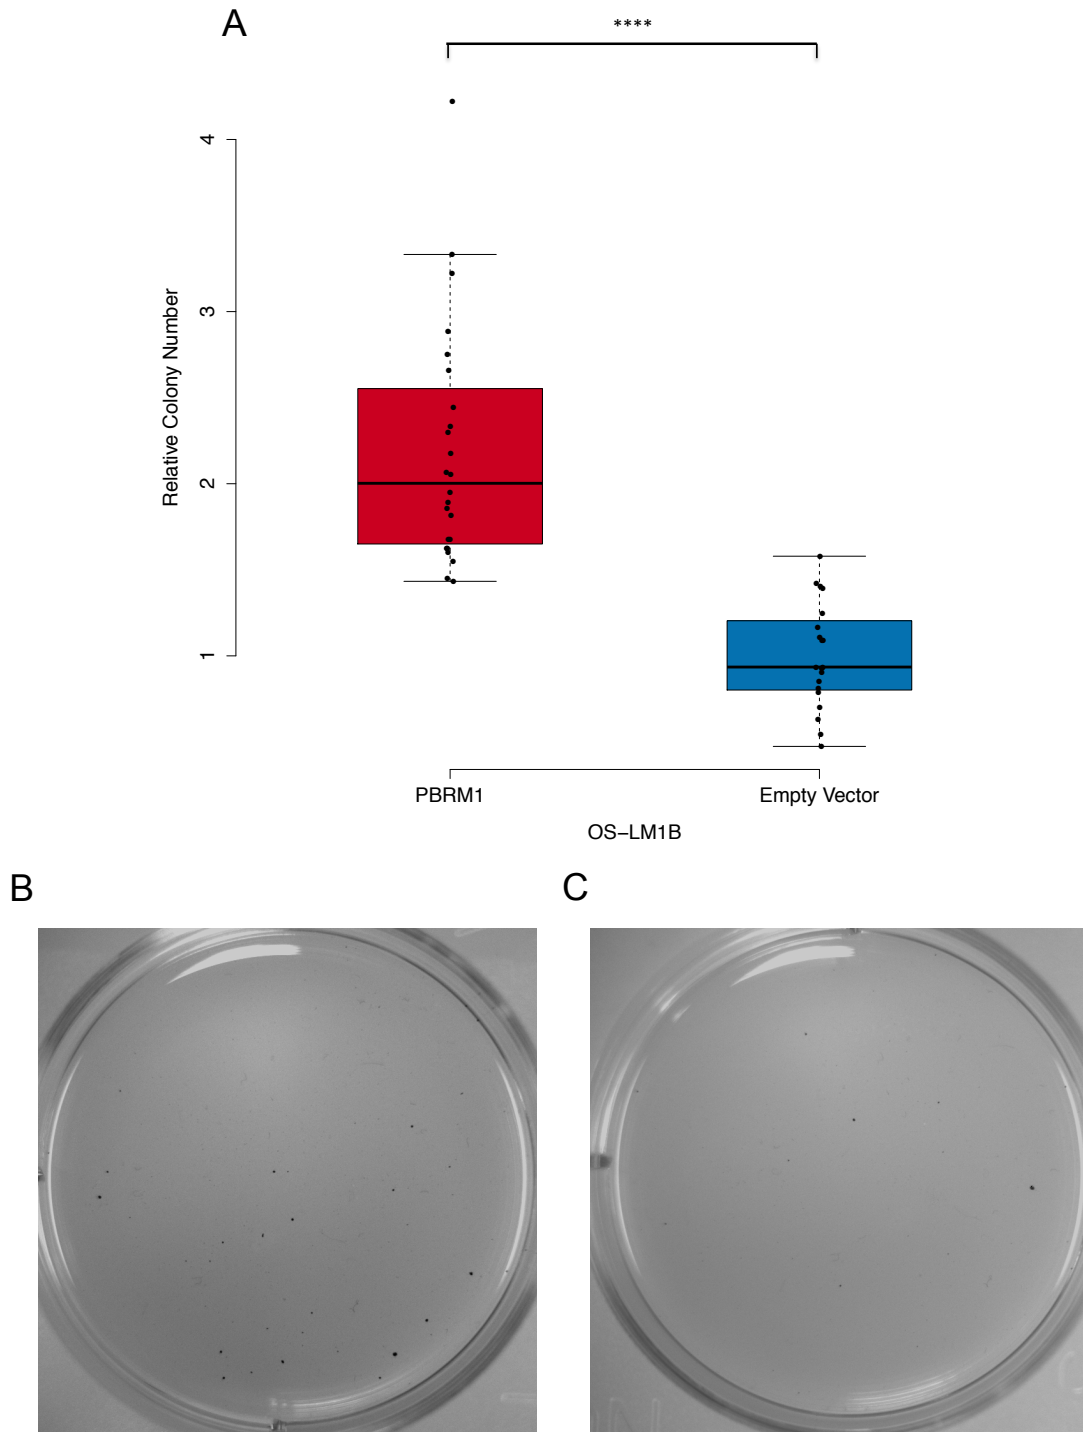 A
****
4
3
2
1
Relative Colony Number
PBRM1 Empty Vector
OS-LM1B
B C